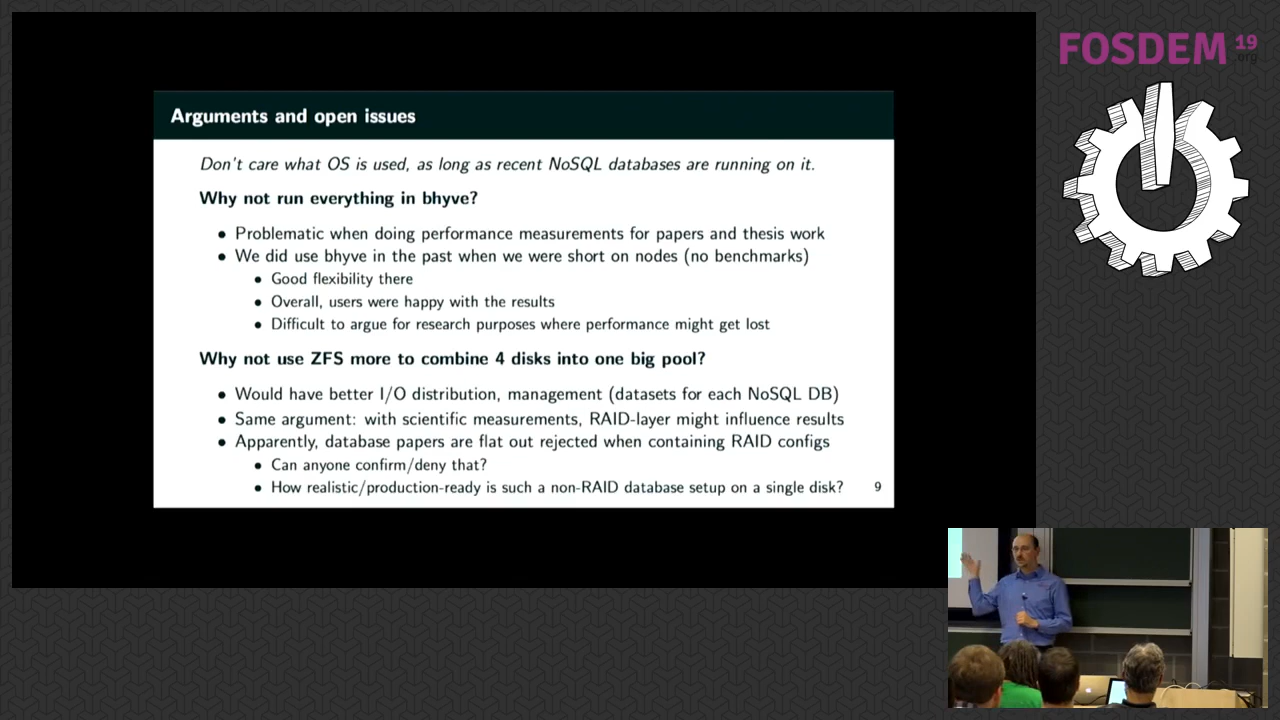 FOSDEM 19
.org
Arguments and open issues
Don't care what OS is used, as long as recent NoSQL databases are running on it.
Why not run everything in bhyve?
• Problematic when doing performance measurements for papers and thesis work
• We did use bhyve in the past when we were short on nodes (no benchmarks)
• Good flexibility there
• Overall, users were happy with the results
• Difficult to argue for research purposes where performance might get lost
Why not use ZFS more to combine 4 disks into one big pool?
• Would have better I/O distribution, management (datasets for each NoSQL DB)
• Same argument: with scientific measurements, RAID-layer might influence results
• Apparently, database papers are flat out rejected when containing RAID configs
• Can anyone confirm/deny that?
• How realistic/production-ready is such a non-RAID database setup on a single disk?
9